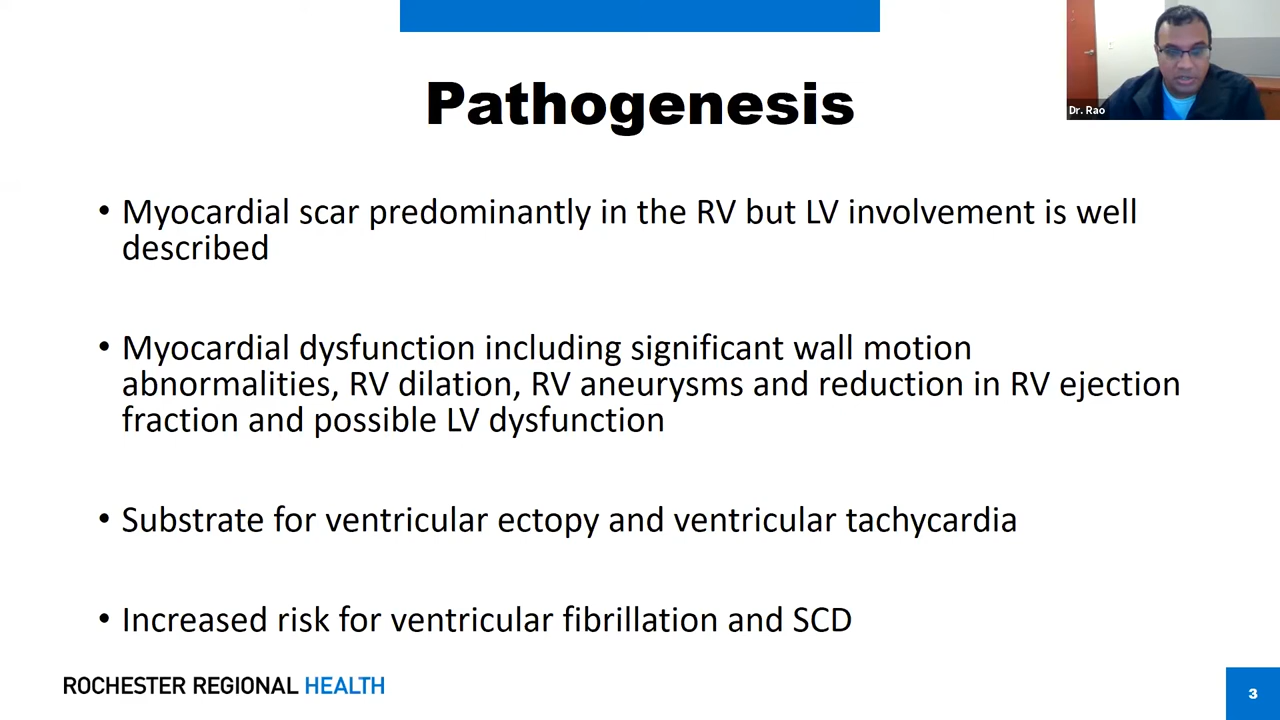 Pathogenesis
Dr. Rao
• Myocardial scar predominantly in the RV but LV involvement is well
described
• Myocardial dysfunction including significant wall motion
abnormalities, RV dilation, RV aneurysms and reduction in RV ejection
fraction and possible LV dysfunction
• Substrate for ventricular ectopy and ventricular tachycardia
• Increased risk for ventricular fibrillation and SCD
ROCHESTER REGIONAL HEALTH
3